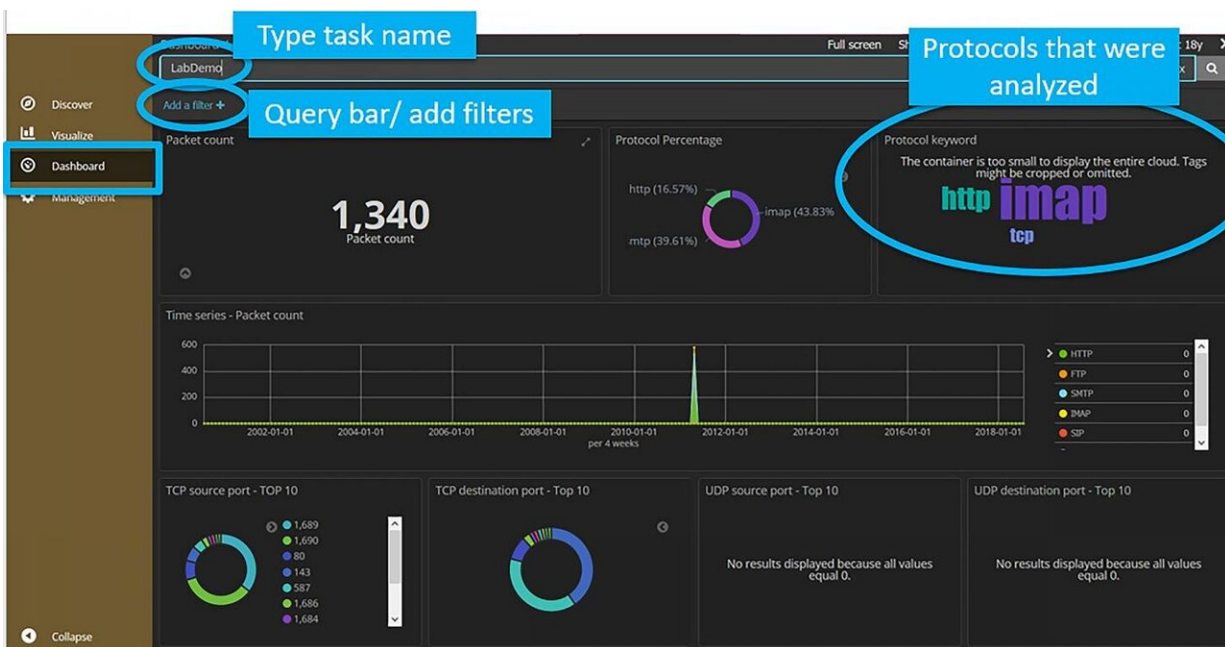 Type task name
Full screen
18y
Protocols that were
analyzed
LabDemo
Add a filter +
Query bar/ add filters
Discover
Visualize
Dashboard
Management
Collapse
Packet count
1,340
Packet count
Protocol Percentage
http (16.57%)
imap (43.83%
mtp (39.61%)
Protocol keyword
The container is too small to display the entire cloud. Tags
might be cropped or omitted.
http imap
tcp
Time series - Packet count
600
400
200
0
2002-01-01 2004-01-01 2006-01-01 2008-01-01 2010-01-01 2012-01-01 2014-01-01 2016-01-01 2018-01-01
per 4 weeks
HTTP 0
FTP 0
SMTP 0
IMAP 0
SIP 0
TCP source port - TOP 10
1,689
1,690
80
143
587
1,686
1,684
TCP destination port - Top 10
UDP source port - Top 10
No results displayed because all values
equal 0.
UDP destination port - Top 10
No results displayed because all values
equal 0.